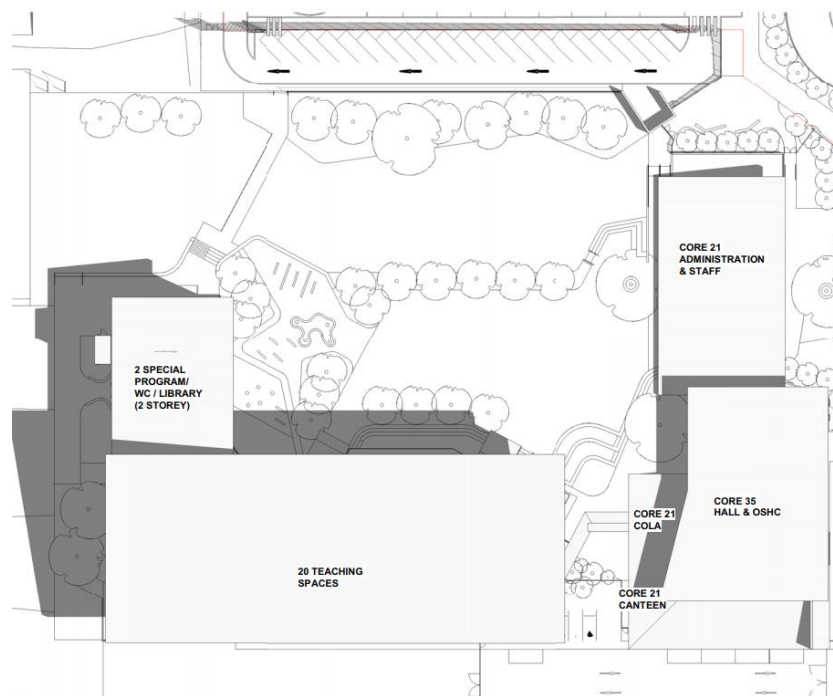 CORE 21
ADMINISTRATION
& STAFF
2 SPECIAL
PROGRAM/
WC / LIBRARY
(2 STOREY)
CORE 35
HALL & OSHC
CORE 21
COLA
20 TEACHING
SPACES
CORE 21
CANTEEN